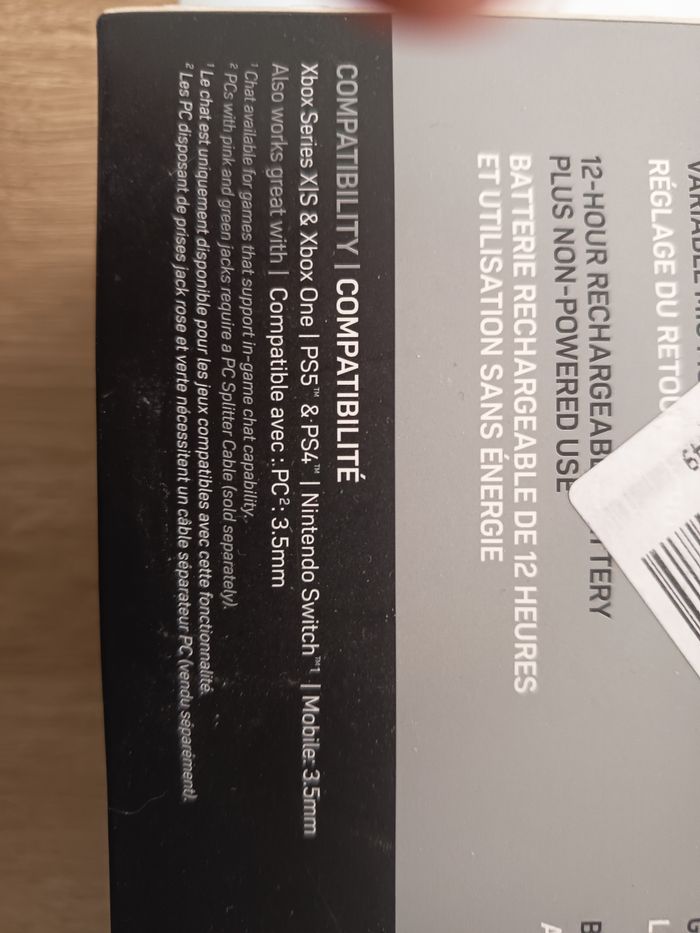 RÉGLAGE DU
12-HOUR RECHARGEABLE
PLUS NON-POWERED USE
BATTERIE RECHARGEABLE DE 12 HEURES
ET UTILISATION SANS ÉNERGIE
COMPATIBILITY | COMPATIBILITÉ
Xbox Series X|S & Xbox One | PS5™ & PS4™ | Nintendo Switch™¹ | Mobile: 3.5mm
Also works great with | Compatible avec : PC²: 3.5mm
¹ Chat available for games that support in-game chat capability.
² PCs with pink and green jacks require a PC Splitter Cable (sold separately).
¹ Le chat est uniquement disponible pour les jeux compatibles avec cette fonctionnalité.
² Les PC disposant de prises jack rose et verte nécessitent un câble séparateur PC (vendu séparément).